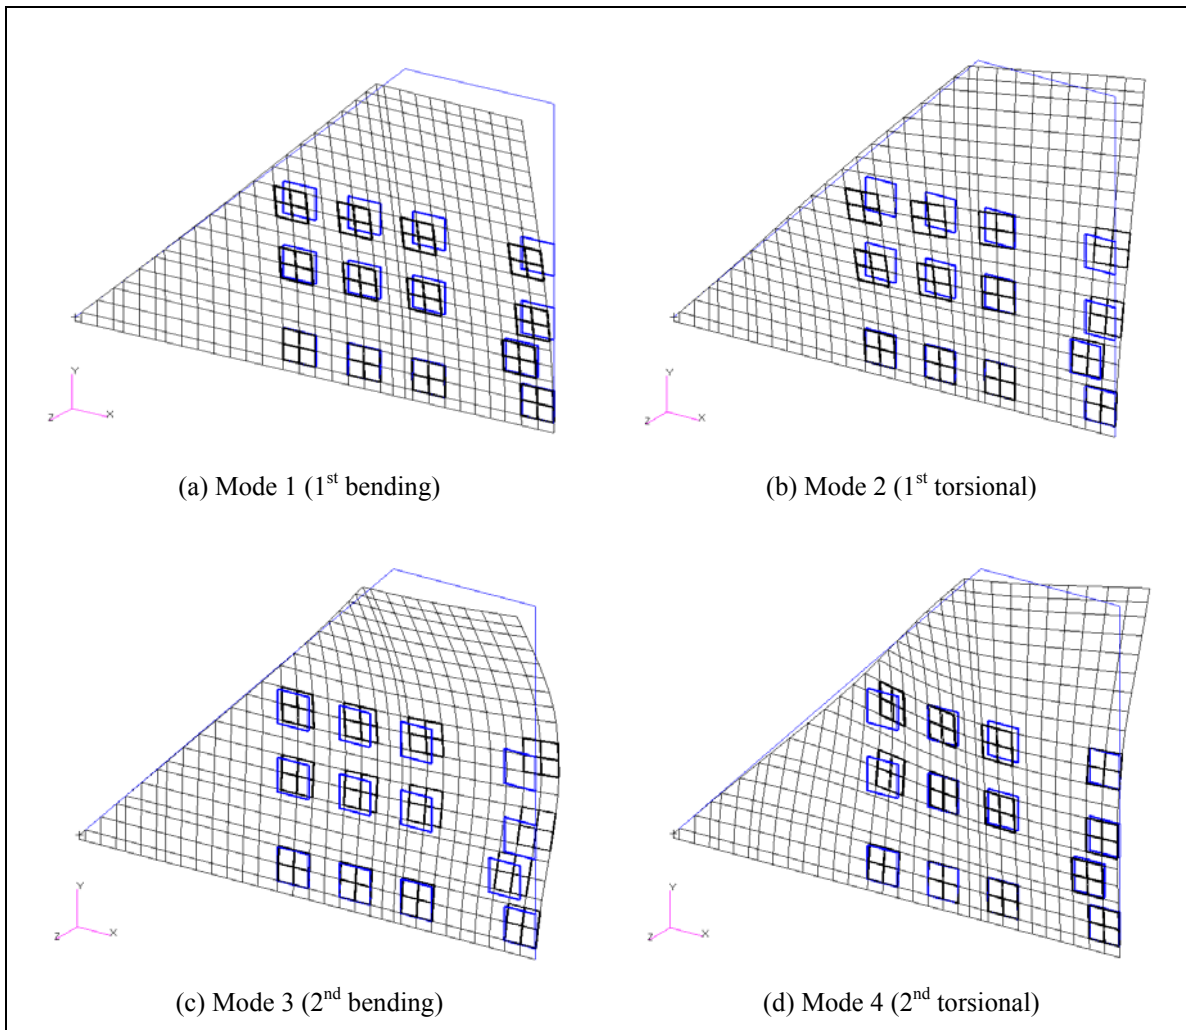 Y
Z
X
Y
Z
X
(a) Mode 1 (1st bending)
(b) Mode 2 (1st torsional)
Y
Z
X
Y
Z
X
(c) Mode 3 (2nd bending)
(d) Mode 4 (2nd torsional)